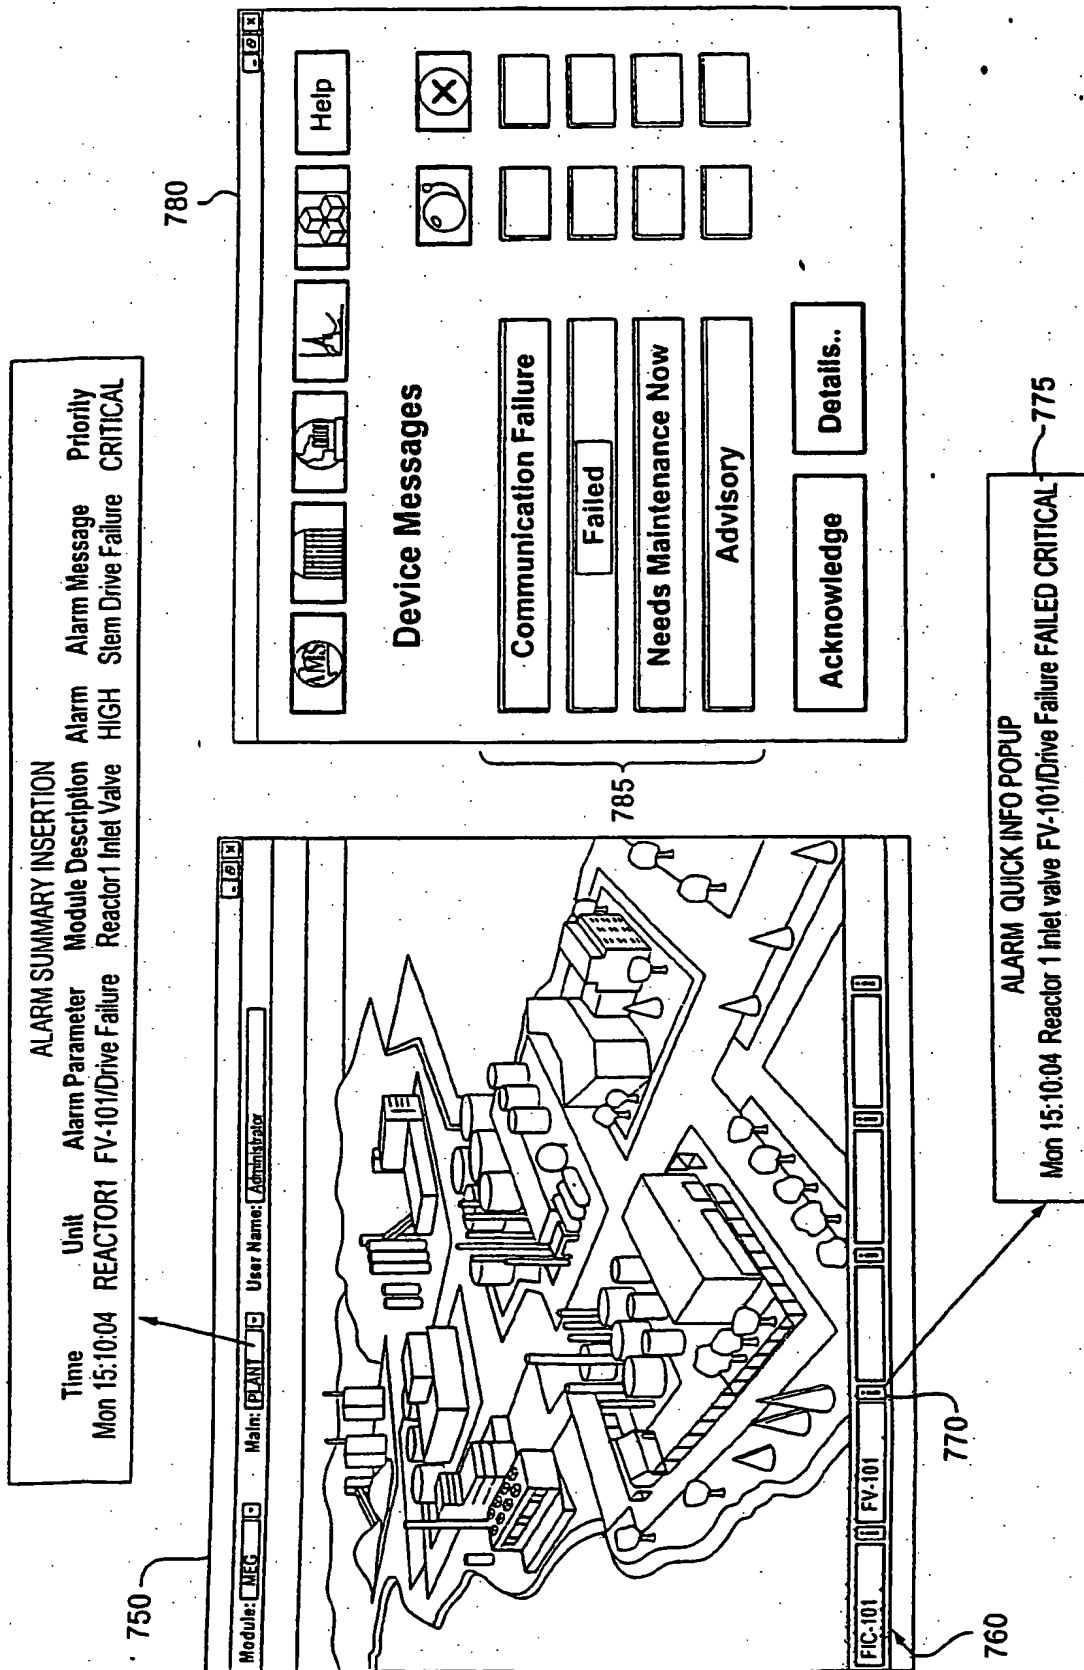 ALARM SUMMARY INSERTION
Time Unit Alarm Parameter Module Description Alarm Alarm Message Priority
Mon 15:10:04 REACTOR1 FV-101/Drive Failure Reactor1 Inlet Valve HIGH Stem Drive Failure CRITICAL
750
Module: MEG Main: PLANT User Name: Administrator
FIC-101 FV-101
760
770
780
AMS Help
Device Messages
Communication Failure
Failed
Needs Maintenance Now
Advisory
Acknowledge Details..
785
ALARM QUICK INFO POPUP
Mon 15:10:04 Reactor 1 inlet valve FV-101/Drive Failure FAILED CRITICAL
775